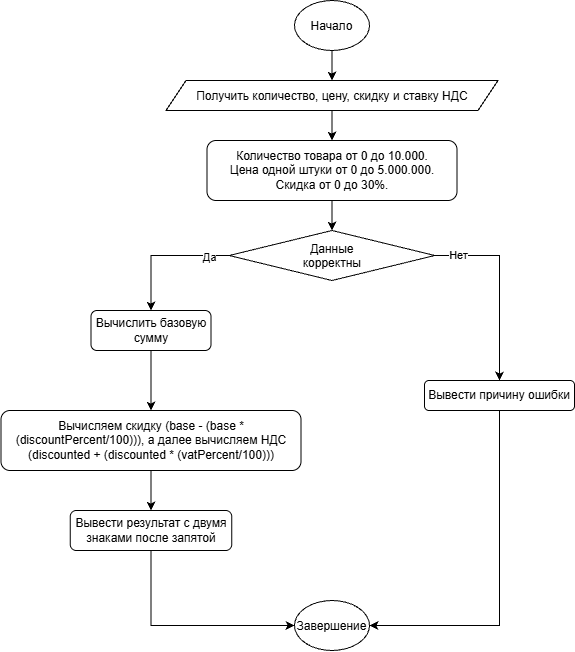 Начало
Получить количество, цену, скидку и ставку НДС
Количество товара от 0 до 10.000.
Цена одной штуки от 0 до 5.000.000.
Скидка от 0 до 30%.
Данные
корректны
Да
Нет
Вычислить базовую
сумму
Вывести причину ошибки
Вычисляем скидку (base - (base *
(discountPercent/100))), а далее вычисляем НДС
(discounted + (discounted * (vatPercent/100)))
Вывести результат с двумя
знаками после запятой
Завершение